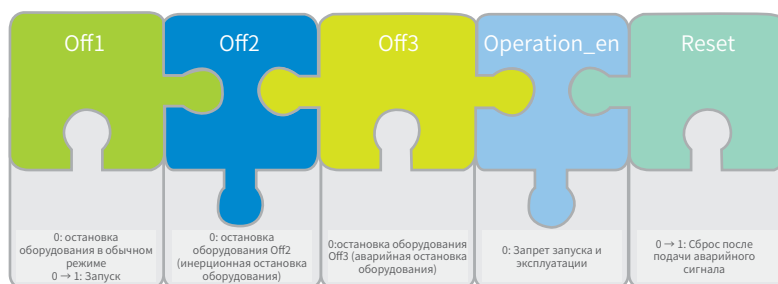 Off1
Off2
Off3
Operation_en
Reset
0: остановка
оборудования в обычном
режиме
0 → 1: Запуск
0: остановка
оборудования Off2
(инерционная остановка
оборудования)
0:остановка оборудования
Off3 (аварийная остановка
оборудования)
0: Запрет запуска и
эксплуатации
0 → 1: Сброс после
подачи аварийного
сигнала